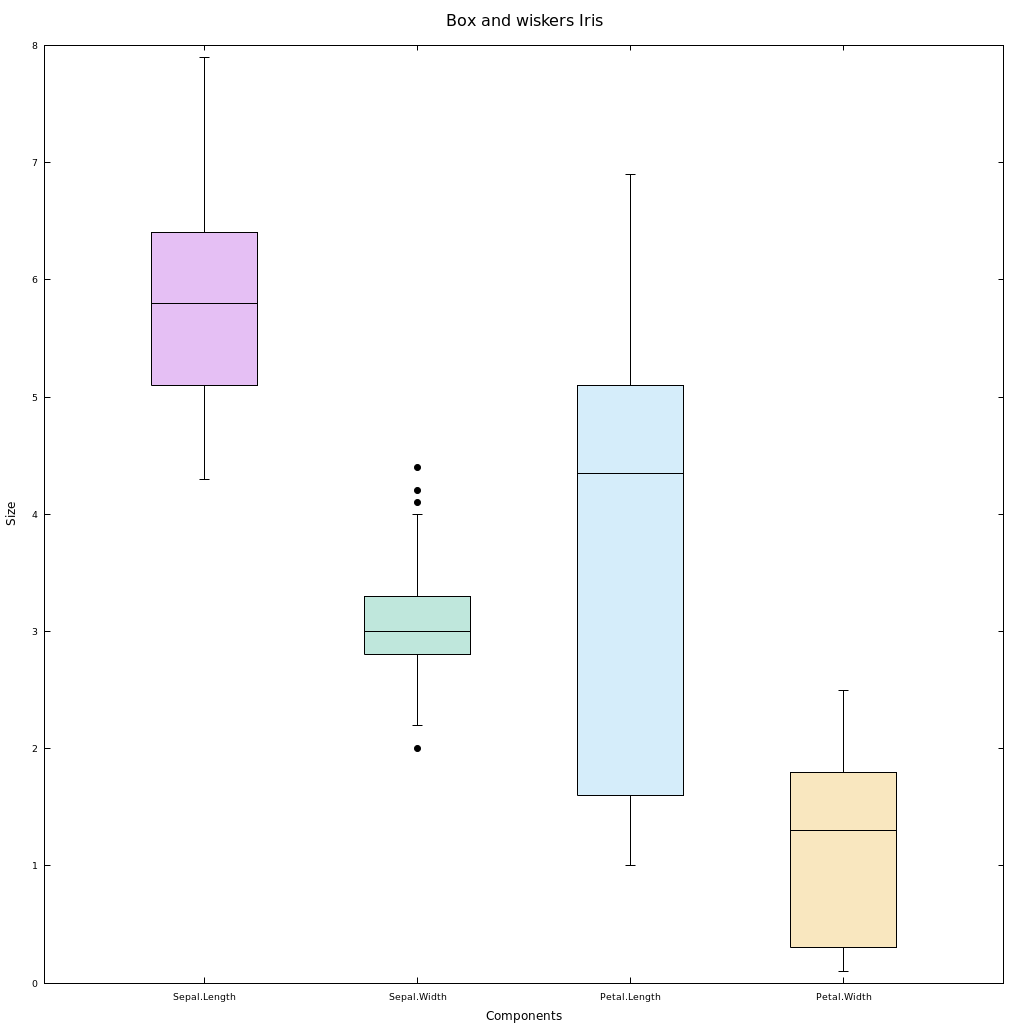 Box and wiskers Iris
8
7
6
5
4
3
2
1
0
Size
Sepal.Length Sepal.Width Petal.Length Petal.Width
Components